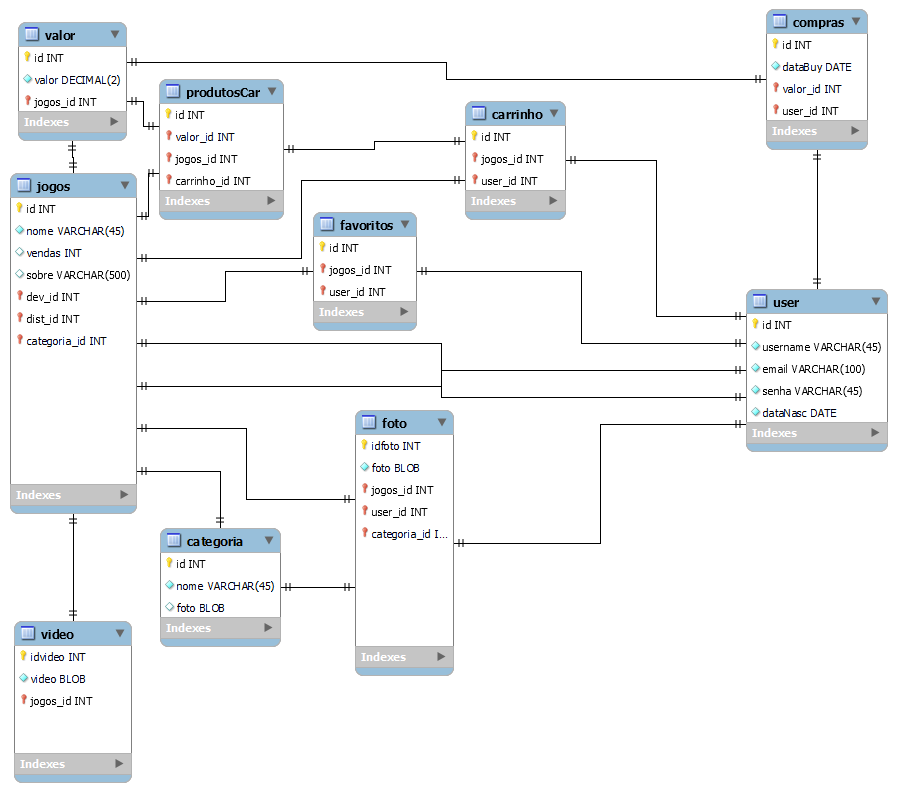 valor
id INT
valor DECIMAL(2)
jogos_id INT
Indexes
compras
id INT
dataBuy DATE
valor_id INT
user_id INT
Indexes
produtosCar
id INT
valor_id INT
jogos_id INT
carrinho_id INT
Indexes
carrinho
id INT
jogos_id INT
user_id INT
Indexes
jogos
id INT
nome VARCHAR(45)
vendas INT
sobre VARCHAR(500)
dev_id INT
dist_id INT
categoria_id INT
Indexes
favoritos
id INT
jogos_id INT
user_id INT
Indexes
user
id INT
username VARCHAR(45)
email VARCHAR(100)
senha VARCHAR(45)
dataNasc DATE
Indexes
foto
idfoto INT
foto BLOB
jogos_id INT
user_id INT
categoria_id I...
Indexes
categoria
id INT
nome VARCHAR(45)
foto BLOB
Indexes
video
idvideo INT
video BLOB
jogos_id INT
Indexes